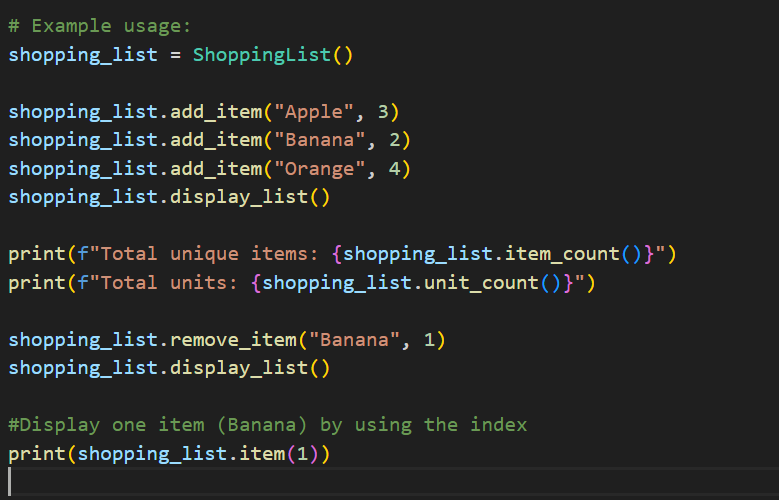 # Example usage:
shopping_list = ShoppingList()
shopping_list.add_item("Apple", 3)
shopping_list.add_item("Banana", 2)
shopping_list.add_item("Orange", 4)
shopping_list.display_list()
print(f"Total unique items: {shopping_list.item_count()}")
print(f"Total units: {shopping_list.unit_count()}")
shopping_list.remove_item("Banana", 1)
shopping_list.display_list()
#Display one item (Banana) by using the index
print(shopping_list.item(1))